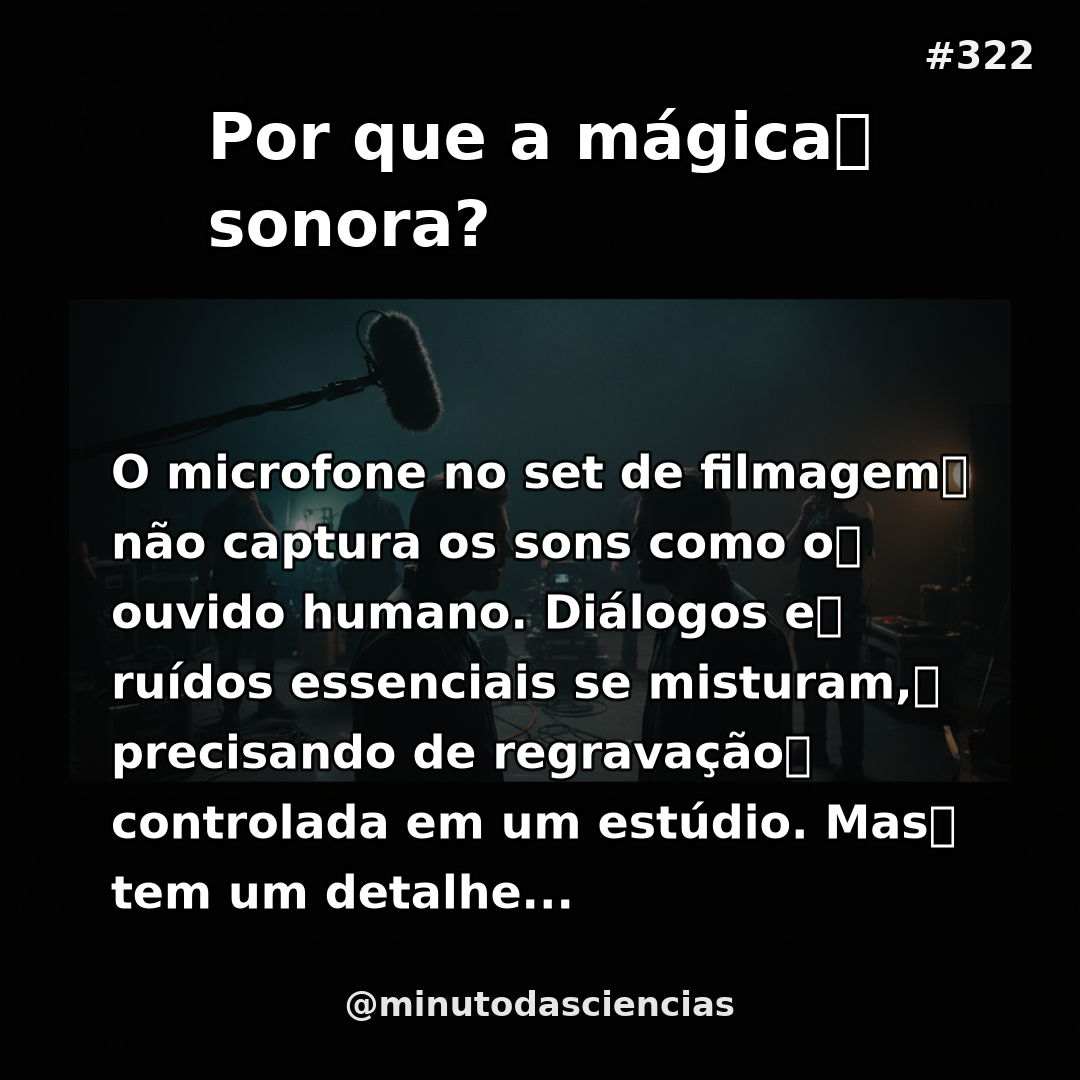 #322
Por que a mágica
sonora?
O microfone no set de filmagem
não captura os sons como o
ouvido humano. Diálogos e
ruídos essenciais se misturam,
precisando de regravação
controlada em um estúdio. Mas
tem um detalhe...
@minutodasciencias